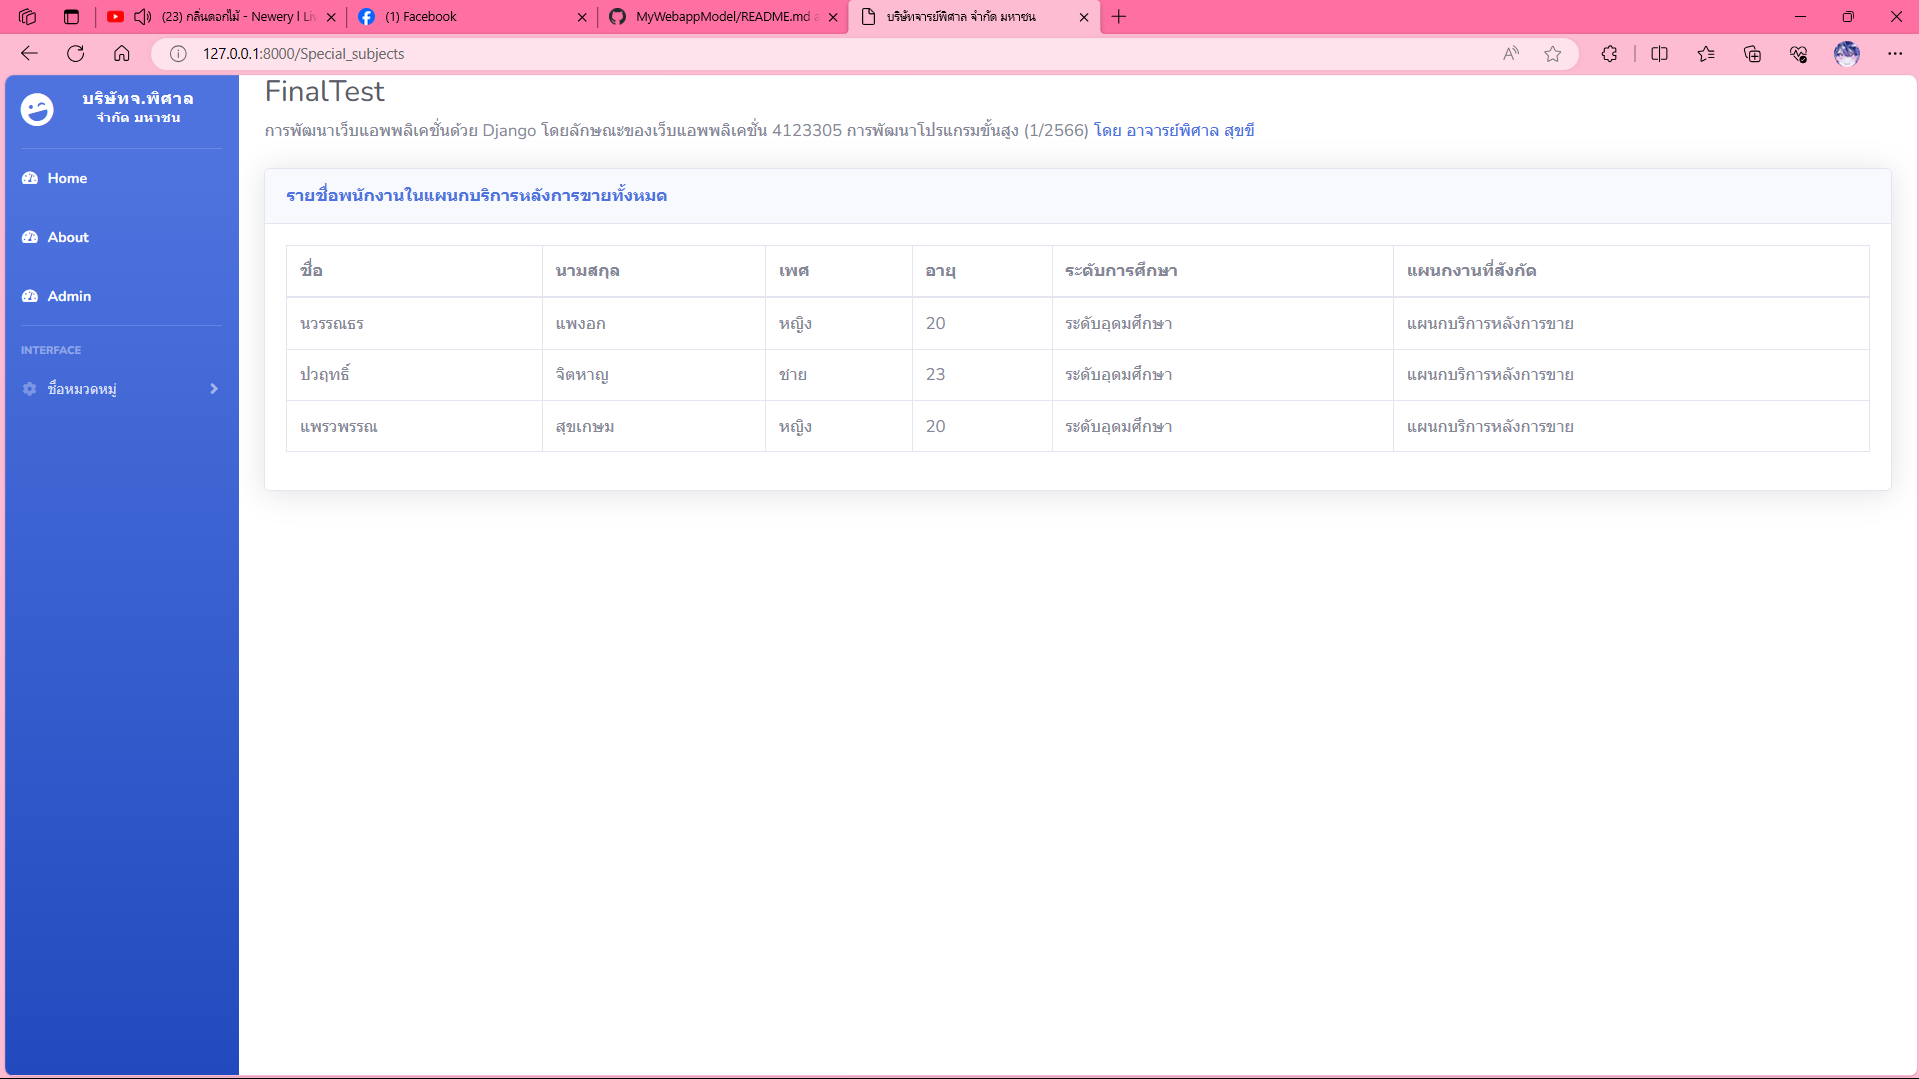 (23) กลิ่นดอกไม้ - Newery l Li
(1) Facebook
MyWebappModel/README.md a
บริษัทจารย์พิศาล จำกัด มหาชน
127.0.0.1:8000/Special_subjects
บริษัทจ.พิศาล
จำกัด มหาชน
Home
About
Admin
INTERFACE
ชื่อหมวดหมู่
FinalTest
การพัฒนาเว็บแอพพลิเคชั่นด้วย Django โดยลักษณะของเว็บแอพพลิเคชั่น 4123305 การพัฒนาโปรแกรมขั้นสูง (1/2566) โดย อาจารย์พิศาล สุขขี
รายชื่อพนักงานในแผนกบริการหลังการขายทั้งหมด
ชื่อ นามสกุล เพศ อายุ ระดับการศึกษา แผนกงานที่สังกัด
นวรรณธร แพงอก หญิง 20 ระดับอุดมศึกษา แผนกบริการหลังการขาย
ปวฤทธิ์ จิตหาญ ชาย 23 ระดับอุดมศึกษา แผนกบริการหลังการขาย
แพรวพรรณ สุขเกษม หญิง 20 ระดับอุดมศึกษา แผนกบริการหลังการขาย